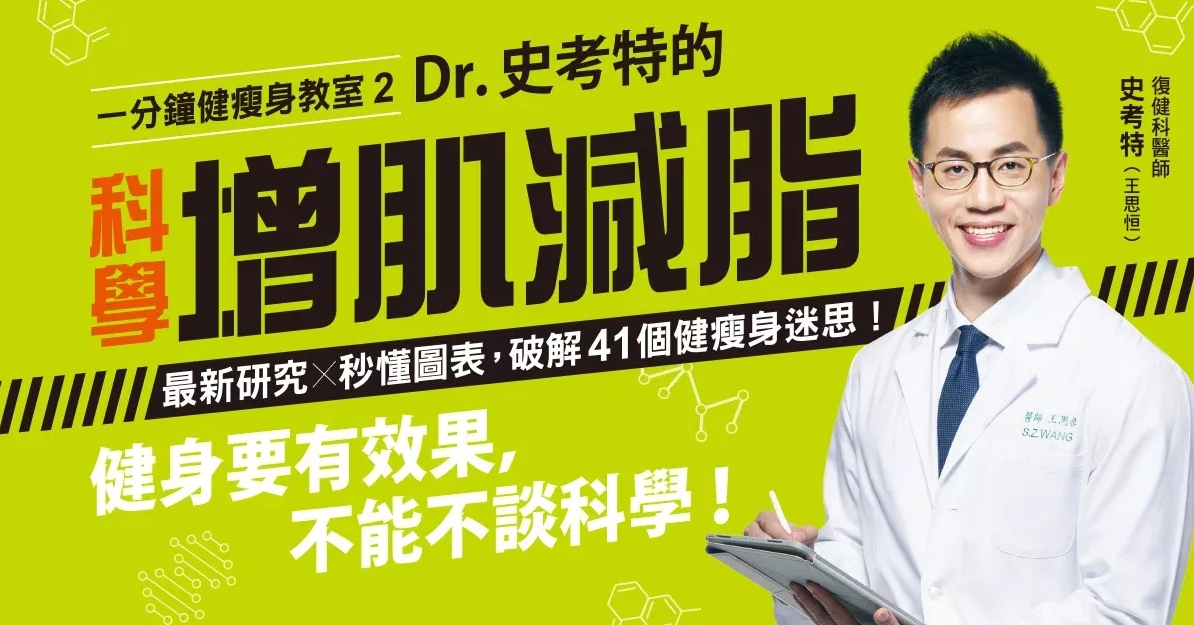 一分鐘健瘦身教室2
Dr.史考特的
科學
增肌減脂
最新研究×秒懂圖表,破解41個健瘦身迷思!
健身要有效果,
不能不談科學!
復健科醫師
史考特(王思恒)
醫師 王思恒
S.Z.WANG